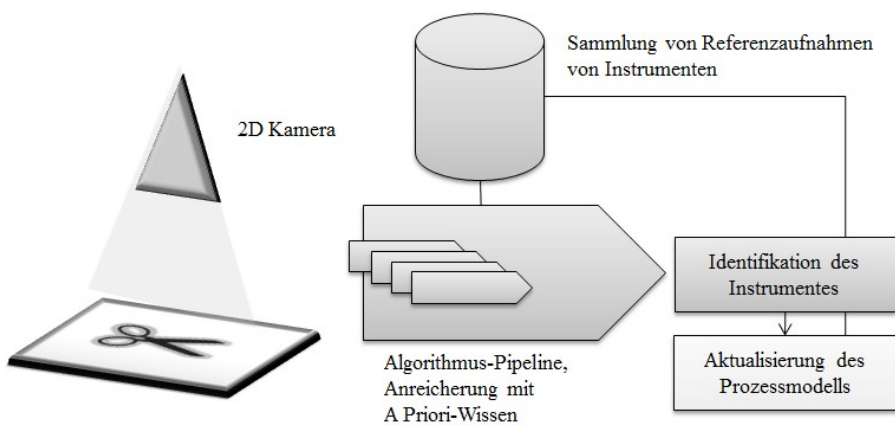 Sammlung von Referenzaufnahmen
von Instrumenten
2D Kamera
Identifikation des
Instrumentes
Algorithmus-Pipeline,
Anreicherung mit
A Priori-Wissen
Aktualisierung des
Prozessmodells